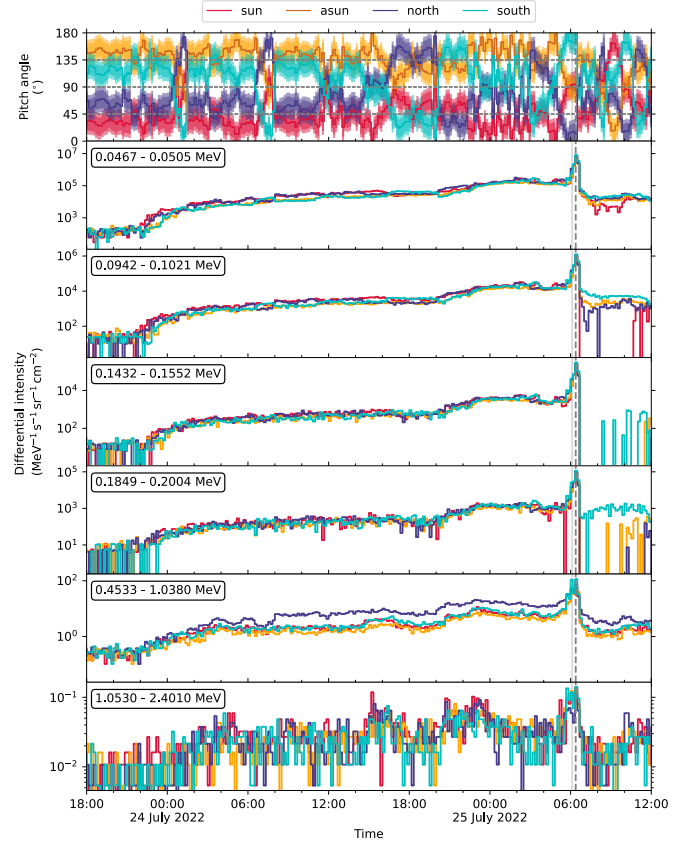 sun asun north south
Pitch angle
(°)
180
135
90
45
0
0.0467 - 0.0505 MeV
10⁷
10⁵
10³
0.0942 - 0.1021 MeV
10⁶
10⁴
10²
Differential intensity
(MeV⁻¹ s⁻¹ sr⁻¹ cm⁻²)
0.1432 - 0.1552 MeV
10⁴
10²
10⁰
0.1849 - 0.2004 MeV
10⁵
10³
10¹
0.4533 - 1.0380 MeV
10²
10⁰
1.0530 - 2.4010 MeV
10⁻¹
10⁻²
18:00 00:00 06:00 12:00 18:00 00:00 06:00 12:00
24 July 2022 25 July 2022
Time